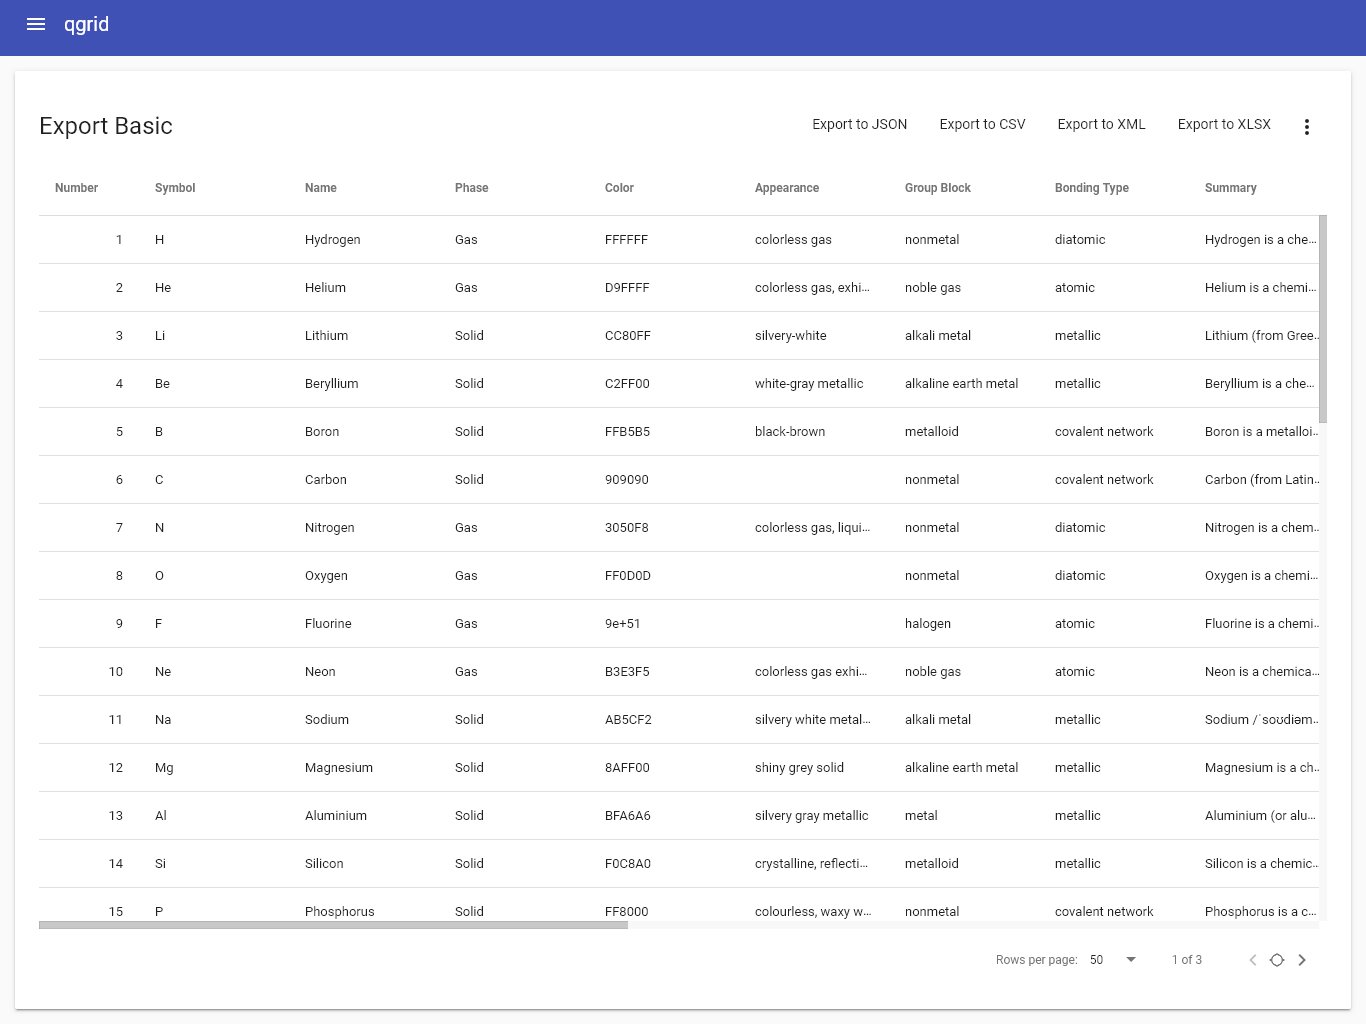 qgrid
Export Basic
Export to JSON Export to CSV Export to XML Export to XLSX
Number Symbol Name Phase Color Appearance Group Block Bonding Type Summary
1 H Hydrogen Gas FFFFFF colorless gas nonmetal diatomic Hydrogen is a che...
2 He Helium Gas D9FFFF colorless gas, exhi... noble gas atomic Helium is a chemi...
3 Li Lithium Solid CC80FF silvery-white alkali metal metallic Lithium (from Gree...
4 Be Beryllium Solid C2FF00 white-gray metallic alkaline earth metal metallic Beryllium is a che...
5 B Boron Solid FFB5B5 black-brown metalloid covalent network Boron is a metalloi...
6 C Carbon Solid 909090 nonmetal covalent network Carbon (from Latin...
7 N Nitrogen Gas 3050F8 colorless gas, liqui... nonmetal diatomic Nitrogen is a chem...
8 O Oxygen Gas FF0D0D nonmetal diatomic Oxygen is a chemi...
9 F Fluorine Gas 9e+51 halogen atomic Fluorine is a chemi...
10 Ne Neon Gas B3E3F5 colorless gas exhi... noble gas atomic Neon is a chemica...
11 Na Sodium Solid AB5CF2 silvery white metal... alkali metal metallic Sodium /ˈsoʊdiəm...
12 Mg Magnesium Solid 8AFF00 shiny grey solid alkaline earth metal metallic Magnesium is a ch...
13 Al Aluminium Solid BFA6A6 silvery gray metallic metal metallic Aluminium (or alu...
14 Si Silicon Solid F0C8A0 crystalline, reflecti... metalloid metallic Silicon is a chemic...
15 P Phosphorus Solid FF8000 colourless, waxy w... nonmetal covalent network Phosphorus is a c...
Rows per page: 50 1 of 3